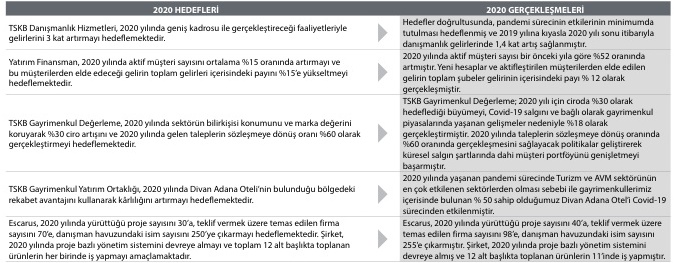 2020 HEDEFLERİ
2020 GERÇEKLEŞMELERİ
TSKB Danışmanlık Hizmetleri, 2020 yılında geniş kadrosu ile gerçekleştireceği faaliyetleriyle
gelirlerini 3 kat artırmayı hedeflemektedir.
Hedefler doğrultusunda, pandemi sürecinin etkilerinin minimumda
tutulması hedeflenmiş ve 2019 yılına kıyasla 2020 yılı sonu itibarıyla
danışmanlık gelirlerinde 1,4 kat artış sağlanmıştır.
Yatırım Finansman, 2020 yılında aktif müşteri sayısını ortalama %15 oranında artırmayı ve
bu müşterilerden elde edeceği gelirin toplam gelirleri içerisindeki payını %15'e yükseltmeyi
hedeflemektedir.
2020 yılında aktif müşteri sayısı bir önceki yıla göre %52 oranında
artmıştır. Yeni hesaplar ve aktifleştirilen müşterilerden elde edilen
gelirin toplam şubeler gelirinin içerisindeki payı % 12 olarak
gerçekleşmiştir.
TSKB Gayrimenkul Değerleme, 2020 yılında sektörün bilirkişisi konumunu ve marka değerini
koruyarak %30 ciro artışını ve 2020 yılında gelen taleplerin sözleşmeye dönüş oranı %60 olarak
gerçekleştirmeyi hedeflemektedir.
TSKB Gayrimenkul Değerleme; 2020 yılı için ciroda %30 olarak
hedeflediği büyümeyi, Covid-19 salgını ve bağlı olarak gayrimenkul
piyasalarında yaşanan gelişmeler nedeniyle %18 olarak
gerçekleştirmiştir. 2020 yılında taleplerin sözleşmeye dönüş oranında
%60 oranında gerçekleşmesini sağlayacak politikalar geliştirerek
küresel salgın şartlarında dahi müşteri portföyünü genişletmeyi
başarmıştır.
TSKB Gayrimenkul Yatırım Ortaklığı, 2020 yılında Divan Adana Oteli'nin bulunduğu bölgedeki
rekabet avantajını kullanarak kârlılığını artırmayı hedeflemektedir.
2020 yılında yaşanan pandemi sürecinde Turizm ve AVM sektörünün
en çok etkilenen sektörlerden olması sebebi ile gayrimenkullerimiz
içerisinde bulunan % 50 sahip olduğumuz Divan Adana Otel'i Covid-19
sürecinden etkilenmiştir.
Escarus, 2020 yılında yürüttüğü proje sayısını 30'a, teklif vermek üzere temas edilen firma
sayısını 70'e, danışman havuzundaki isim sayısını 250'ye çıkarmayı hedeflemektedir. Şirket,
2020 yılında proje bazlı yönetim sistemini devreye almayı ve toplam 12 alt başlıkta toplanan
ürünlerin her birinde iş yapmayı amaçlamaktadır.
Escarus, 2020 yılında yürüttüğü proje sayısını 40'a, teklif vermek üzere
temas edilen firma sayısını 98'e, danışman havuzundaki isim sayısını
255'e çıkarmıştır. Şirket, 2020 yılında proje bazlı yönetim sistemini
devreye almış ve 12 alt başlıkta toplanan ürünlerin 11'inde iş yapmıştır.